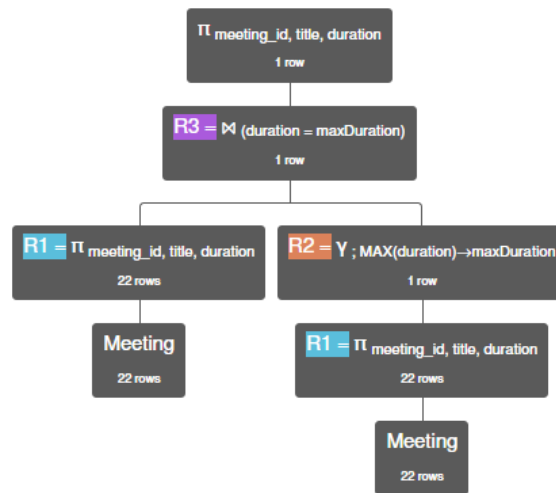 π meeting_id, title, duration
1 row
R3 = ⋈ (duration = maxDuration)
1 row
R1 = π meeting_id, title, duration
22 rows
R2 = γ ; MAX(duration)→maxDuration
1 row
Meeting
22 rows
R1 = π meeting_id, title, duration
22 rows
Meeting
22 rows